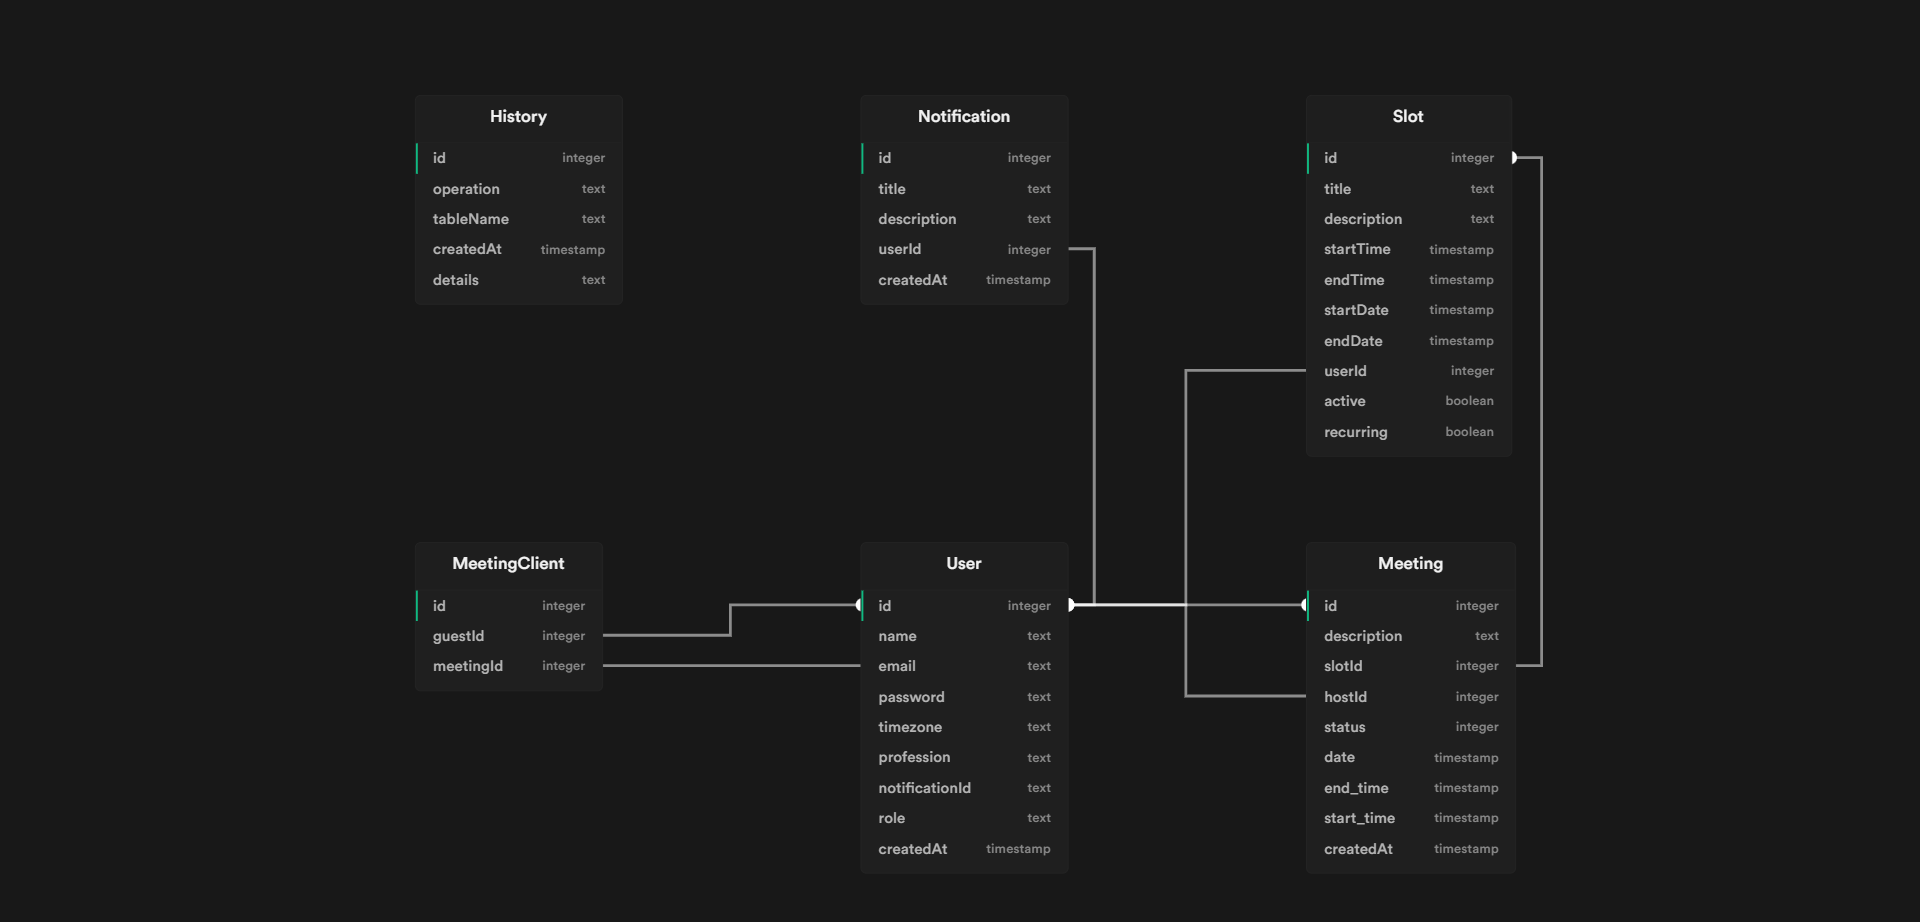 History
id integer
operation text
tableName text
createdAt timestamp
details text
Notification
id integer
title text
description text
userId integer
createdAt timestamp
Slot
id integer
title text
description text
startTime timestamp
endTime timestamp
startDate timestamp
endDate timestamp
userId integer
active boolean
recurring boolean
MeetingClient
id integer
guestId integer
meetingId integer
User
id integer
name text
email text
password text
timezone text
profession text
notificationId text
role text
createdAt timestamp
Meeting
id integer
description text
slotId integer
hostId integer
status integer
date timestamp
end_time timestamp
start_time timestamp
createdAt timestamp